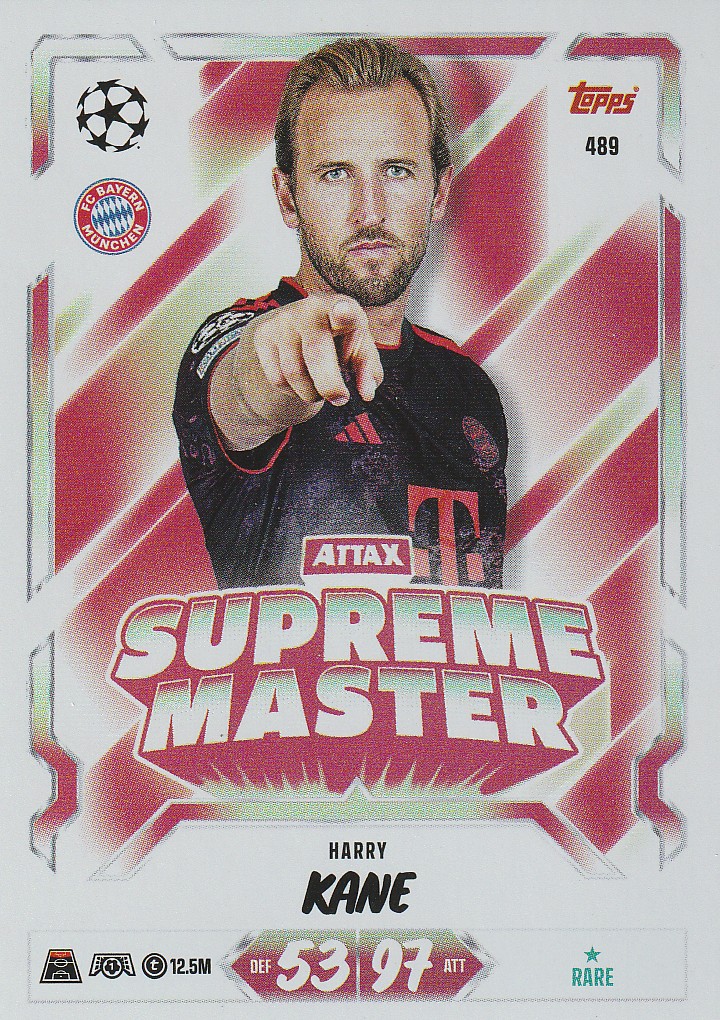 TOPPS
489
FC BAYERN
MÜNCHEN
T
ATTAX
SUPREME
MASTER
HARRY
KANE
12.5M
DEF 53 97 ATT
RARE